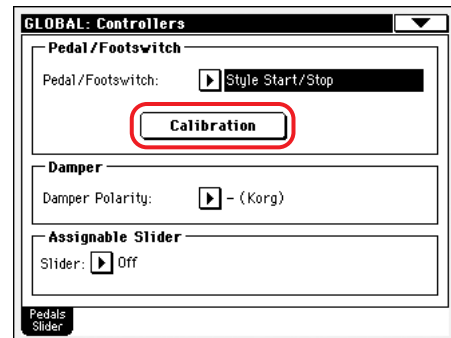 GLOBAL: Controllers
Pedal/Footswitch
Pedal/Footswitch: Style Start/Stop
Calibration
Damper
Damper Polarity: - (Korg)
Assignable Slider
Slider: Off
Pedals
Slider